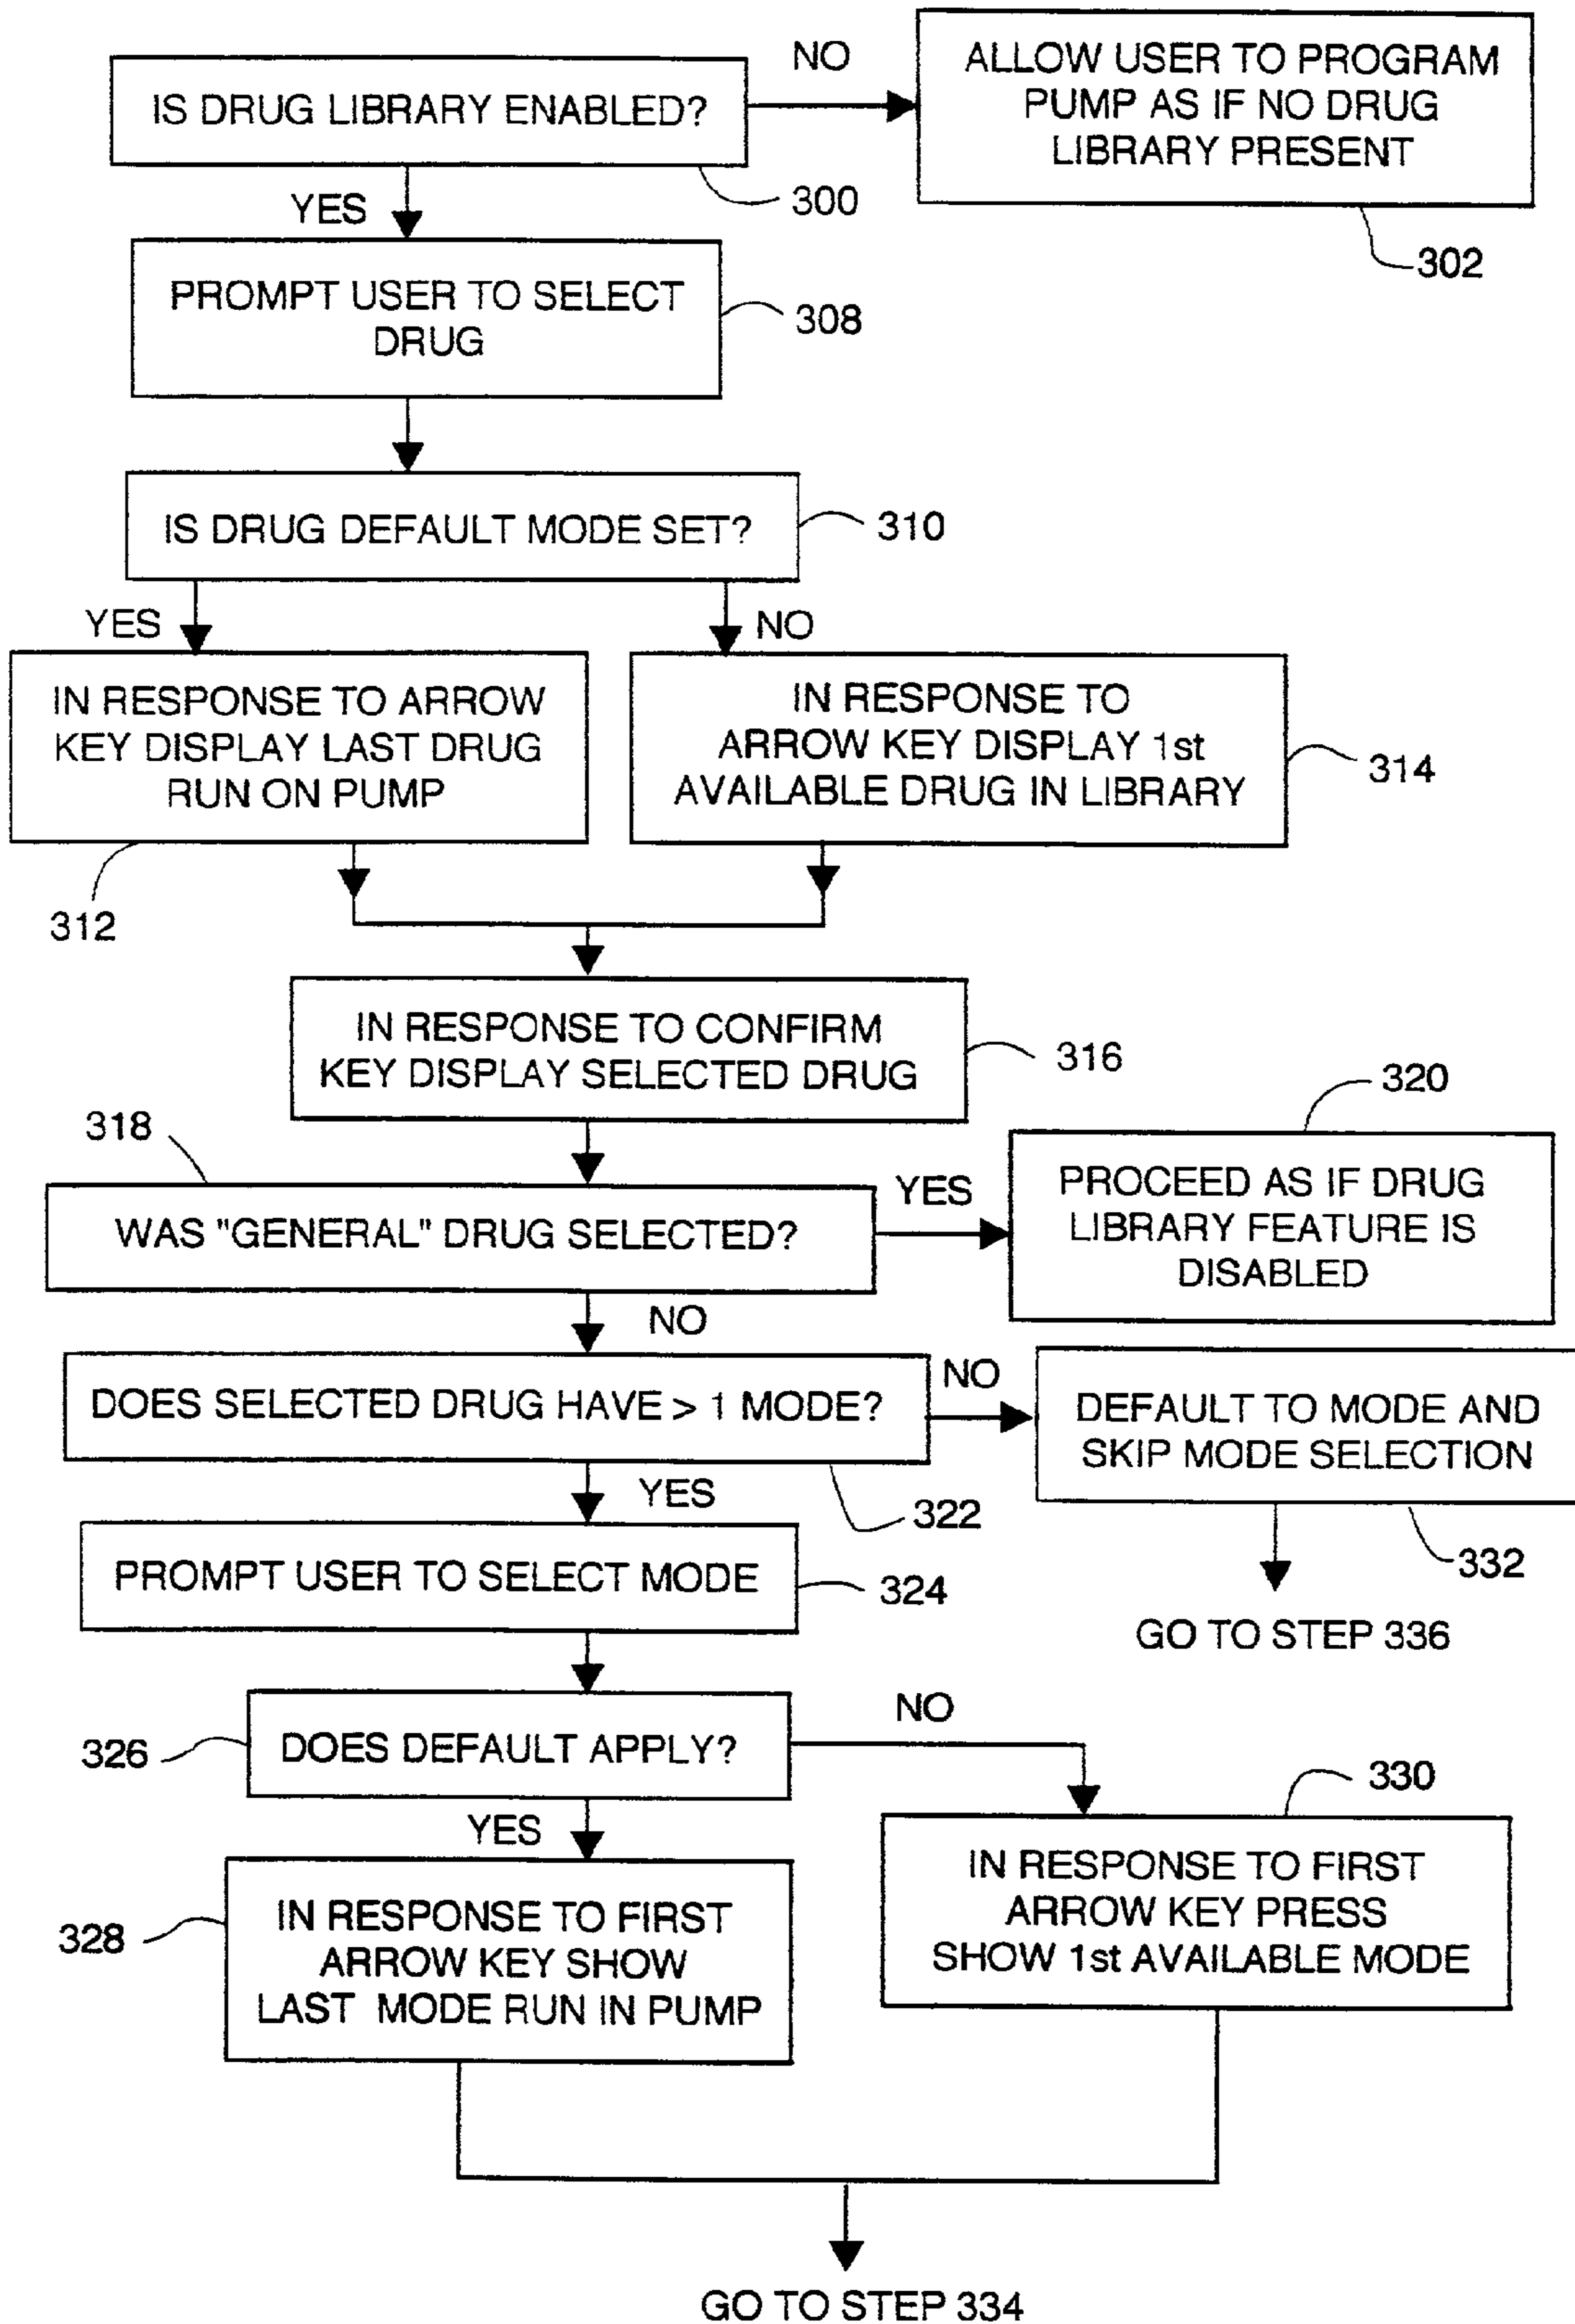 IS DRUG LIBRARY ENABLED?
300
NO
ALLOW USER TO PROGRAM
PUMP AS IF NO DRUG
LIBRARY PRESENT
302
YES
PROMPT USER TO SELECT
DRUG
308
IS DRUG DEFAULT MODE SET?
310
YES
NO
IN RESPONSE TO ARROW
KEY DISPLAY LAST DRUG
RUN ON PUMP
312
IN RESPONSE TO
ARROW KEY DISPLAY 1st
AVAILABLE DRUG IN LIBRARY
314
IN RESPONSE TO CONFIRM
KEY DISPLAY SELECTED DRUG
316
318
WAS "GENERAL" DRUG SELECTED?
YES
320
PROCEED AS IF DRUG
LIBRARY FEATURE IS
DISABLED
NO
DOES SELECTED DRUG HAVE > 1 MODE?
322
NO
DEFAULT TO MODE AND
SKIP MODE SELECTION
332
GO TO STEP 336
YES
PROMPT USER TO SELECT MODE
324
326
DOES DEFAULT APPLY?
NO
330
IN RESPONSE TO FIRST
ARROW KEY PRESS
SHOW 1st AVAILABLE MODE
YES
328
IN RESPONSE TO FIRST
ARROW KEY SHOW
LAST MODE RUN IN PUMP
GO TO STEP 334